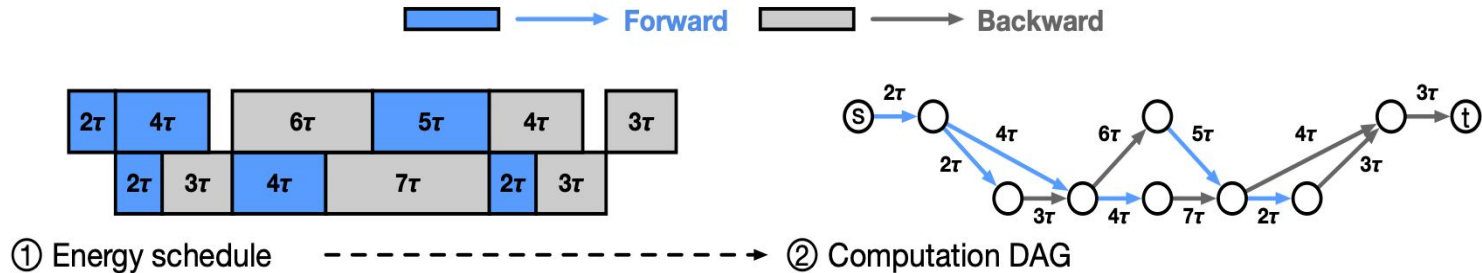 Forward Backward
2τ 4τ 6τ 5τ 4τ 3τ
2τ 3τ 4τ 7τ 2τ 3τ
S 2τ 4τ 2τ 3τ 6τ 4τ 5τ 7τ 4τ 2τ 3τ 3τ t
① Energy schedule ② Computation DAG